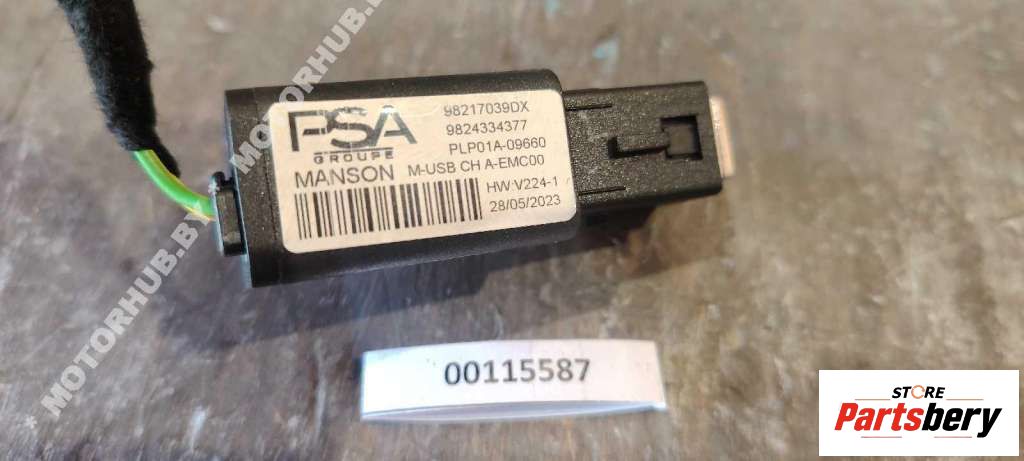 PSA
GROUPE
MANSON
98217039DX
9824334377
PLP01A-09660
M-USB CH A-EMC00
HW:V224-1
28/05/2023
00115587
MOTORHUB.BY
MOTORHUB.BY
STORE
Partsbery